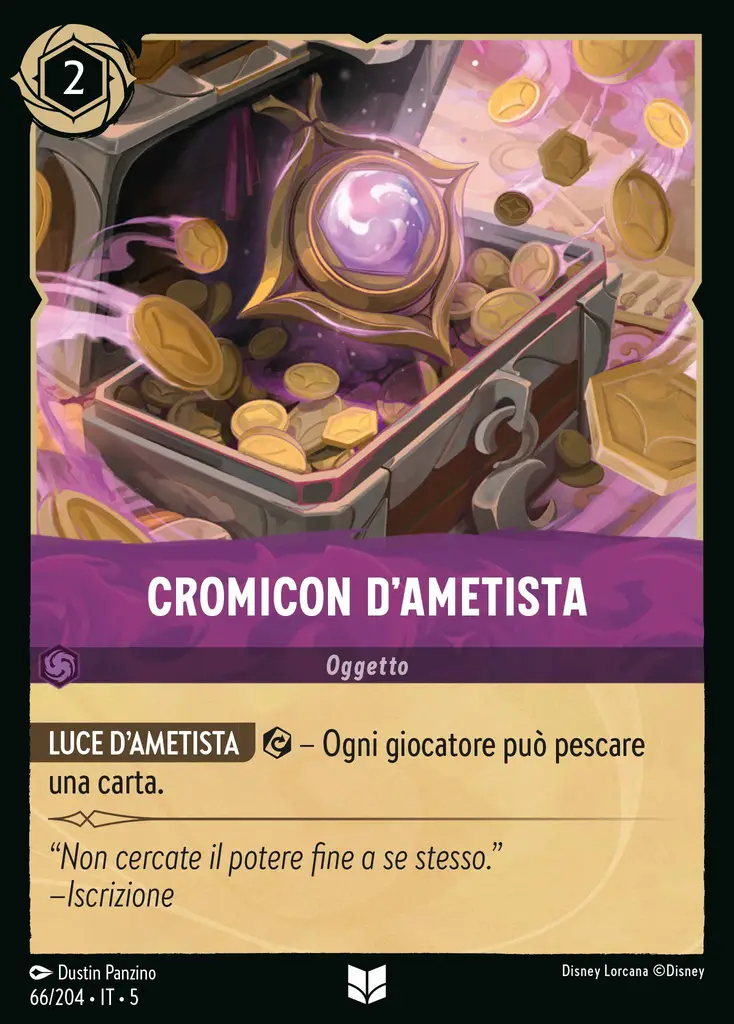 2
CROMICON D’AMETISTA
Oggetto
LUCE D’AMETISTA – Ogni giocatore può pescare
una carta.
“Non cercate il potere fine a se stesso.”
–Iscrizione
Dustin Panzino
Disney Lorcana ©Disney
66/204 • IT • 5